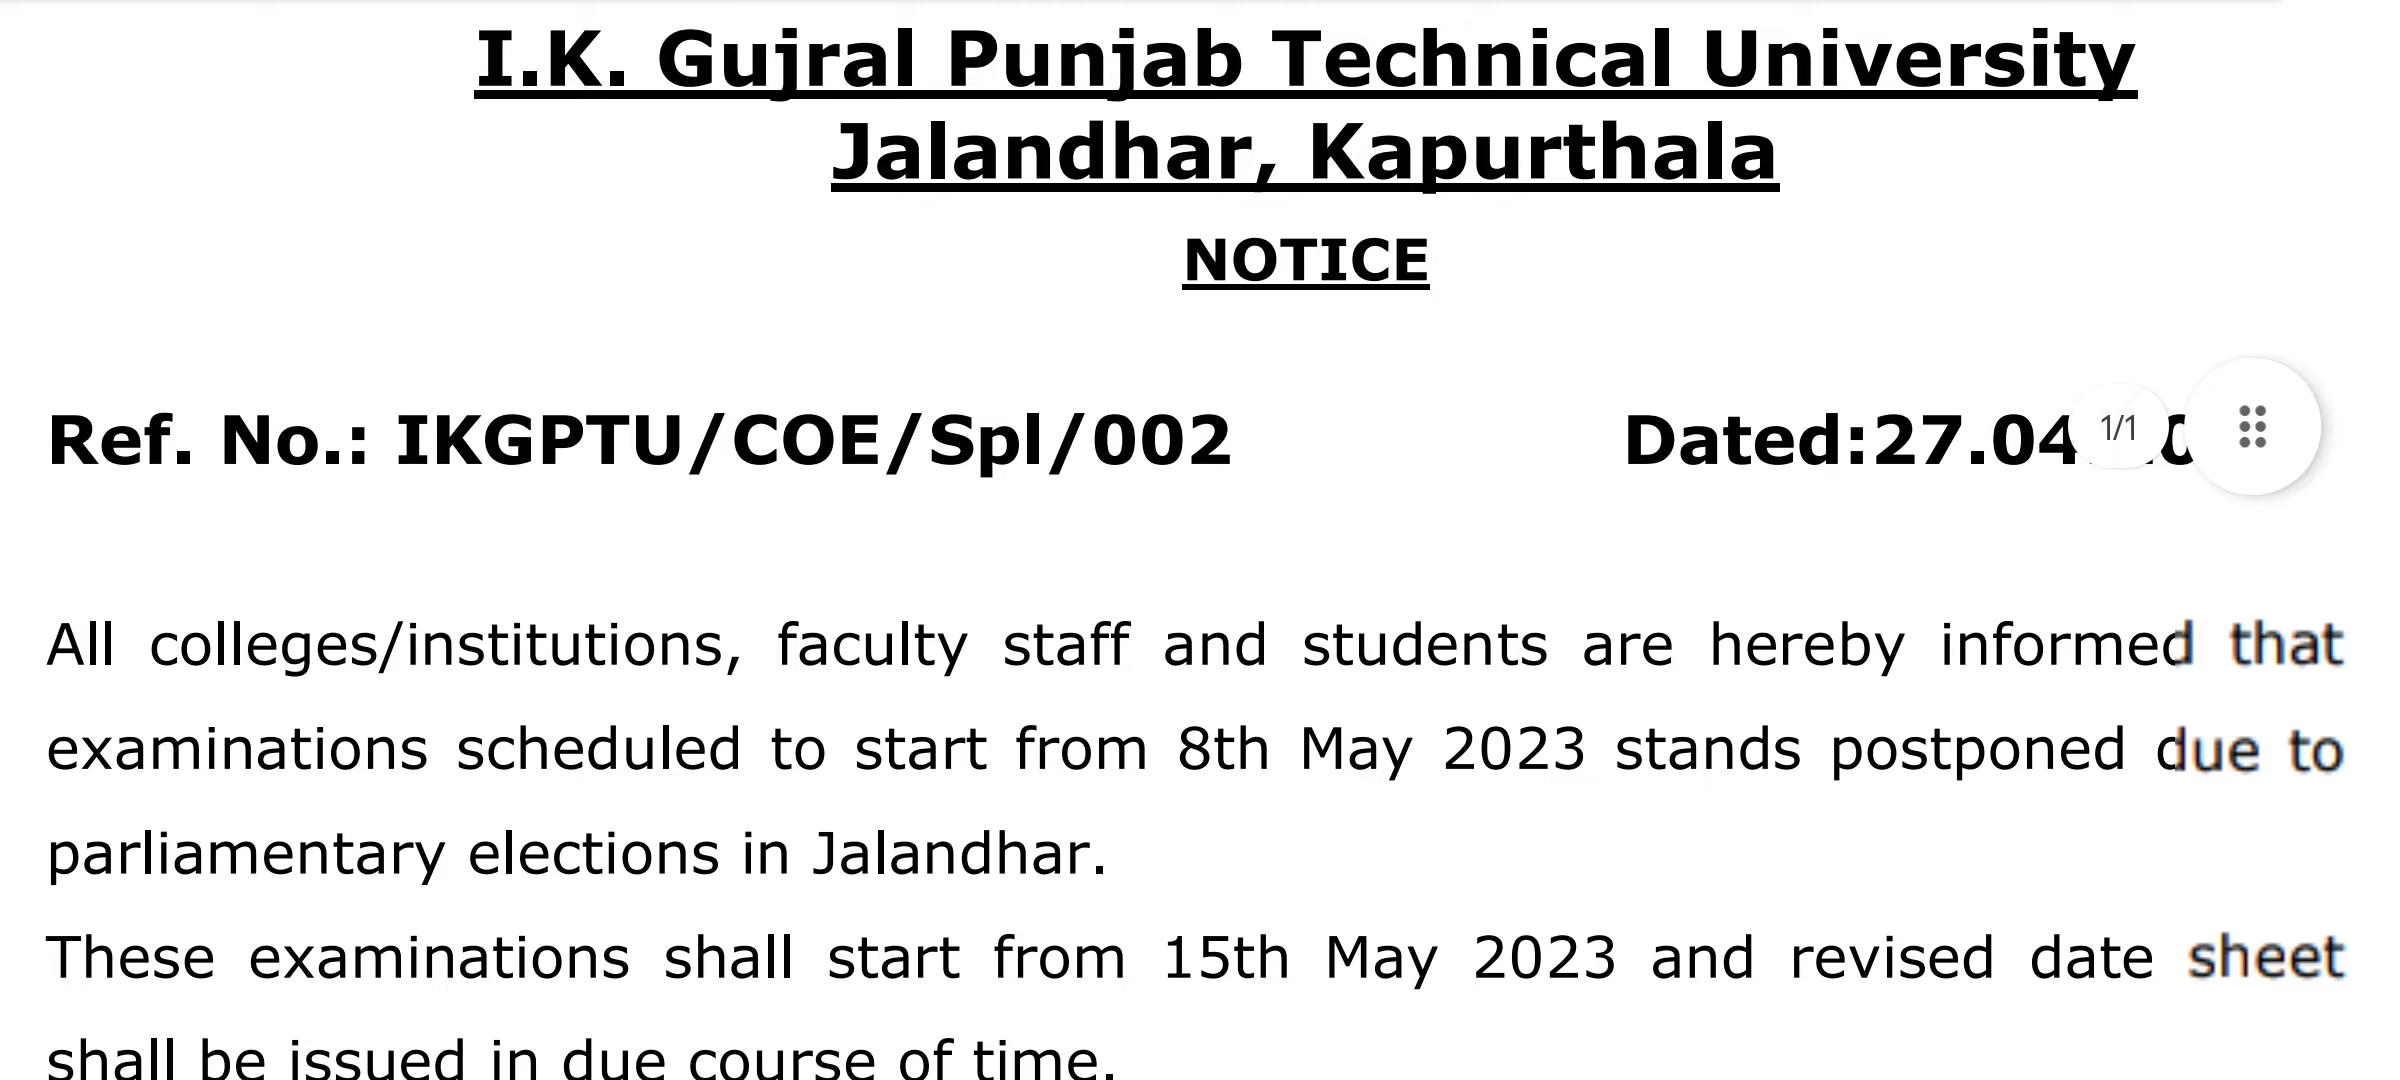 I.K. Gujral Punjab Technical University
Jalandhar, Kapurthala
NOTICE
Ref. No.: IKGPTU/COE/Spl/002 Dated:27.04
1/1
All colleges/institutions, faculty staff and students are hereby informed that
examinations scheduled to start from 8th May 2023 stands postponed due to
parliamentary elections in Jalandhar.
These examinations shall start from 15th May 2023 and revised date sheet
shall be issued in due course of time.